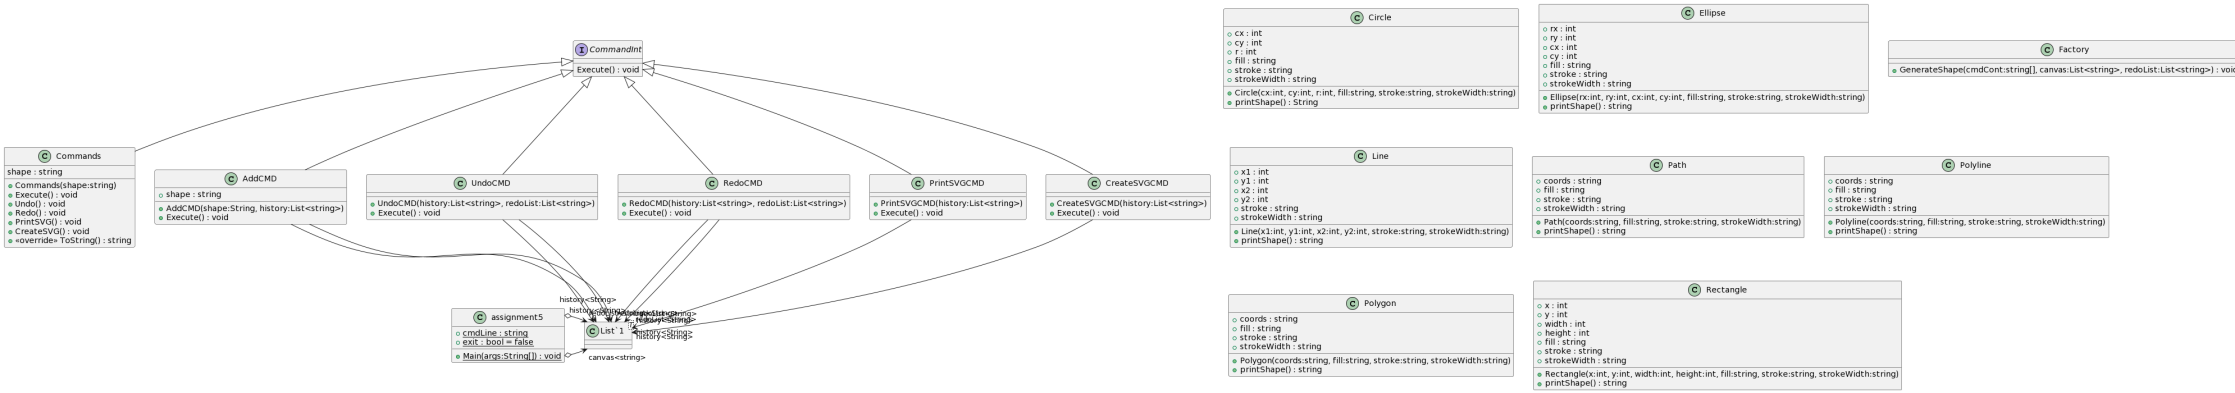 CommandInt
Execute() : void
Commands
shape : string
Commands(shape:string)
Execute() : void
Undo() : void
Redo() : void
PrintSVG() : void
CreateSVG() : void
«override» ToString() : string
AddCMD
shape : string
AddCMD(shape:String, history:List<string>)
Execute() : void
UndoCMD
UndoCMD(history:List<string>, redoList:List<string>)
Execute() : void
RedoCMD
RedoCMD(history:List<string>, redoList:List<string>)
Execute() : void
PrintSVGCMD
PrintSVGCMD(history:List<string>)
Execute() : void
CreateSVGCMD
CreateSVGCMD(history:List<string>)
Execute() : void
assignment5
cmdLine : string
exit : bool = false
Main(args:String[]) : void
history<String>
history<String>
List`1
history<String>
canvas<string>
Circle
cx : int
cy : int
r : int
fill : string
stroke : string
strokeWidth : string
Circle(cx:int, cy:int, r:int, fill:string, stroke:string, strokeWidth:string)
printShape() : String
Ellipse
rx : int
ry : int
cx : int
cy : int
fill : string
stroke : string
strokeWidth : string
Ellipse(rx:int, ry:int, cx:int, cy:int, fill:string, stroke:string, strokeWidth:string)
printShape() : string
Factory
GenerateShape(cmdCont:string[], canvas:List<string>, redoList:List<string>) : void
Line
x1 : int
y1 : int
x2 : int
y2 : int
stroke : string
strokeWidth : string
Line(x1:int, y1:int, x2:int, y2:int, stroke:string, strokeWidth:string)
printShape() : string
Path
coords : string
fill : string
stroke : string
strokeWidth : string
Path(coords:string, fill:string, stroke:string, strokeWidth:string)
printShape() : string
Polyline
coords : string
fill : string
stroke : string
strokeWidth : string
Polyline(coords:string, fill:string, stroke:string, strokeWidth:string)
printShape() : string
Polygon
coords : string
fill : string
stroke : string
strokeWidth : string
Polygon(coords:string, fill:string, stroke:string, strokeWidth:string)
printShape() : string
Rectangle
x : int
y : int
width : int
height : int
fill : string
stroke : string
strokeWidth : string
Rectangle(x:int, y:int, width:int, height:int, fill:string, stroke:string, strokeWidth:string)
printShape() : string